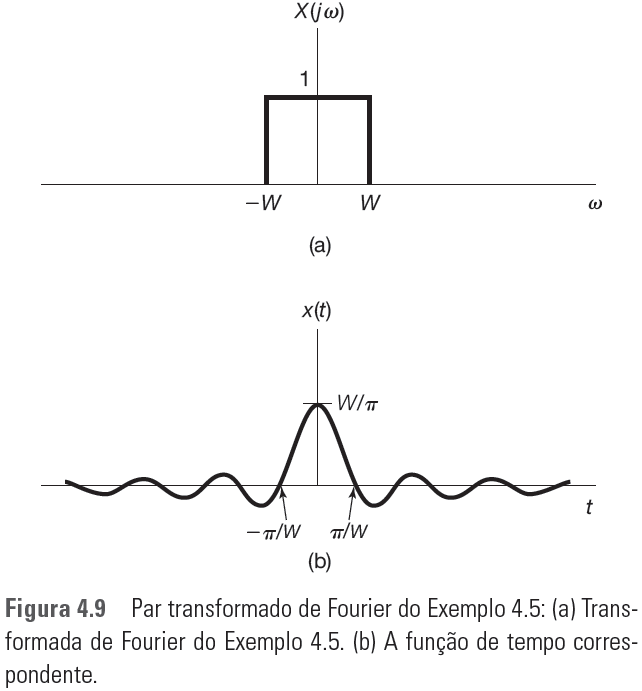 X(jω)
1
−W W ω
(a)
x(t)
W/π
t
−π/W π/W
(b)
Figura 4.9 Par transformado de Fourier do Exemplo 4.5: (a) Trans-
formada de Fourier do Exemplo 4.5. (b) A função de tempo corres-
pondente.